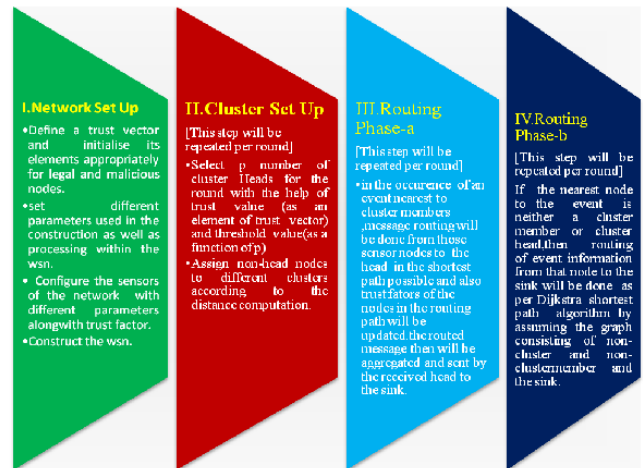 I.Network Set Up
•Define a trust vector
and initialise its
elements appropriately
for legal and malicious
nodes.
•set different
parameters used in the
construction as well as
processing within the
wsn.
• Configure the sensors
of the network with
different parameters
alongwith trust factor.
•Construct the wsn.
II.Cluster Set Up
[This step will be
repeated per round]
•Select p number of
cluster Heads for the
round with the help of
trust value (as an
element of trust vector)
and threshold value(as a
function of p)
•Assign non-head nodes
to different clusters
according to the
distance computation.
III.Routing
Phase-a
[This step will be
repeated per round]
•in the occurence of an
event nearest to
cluster members
,message routing will
be done from those
sensor nodes to the
head in the shortest
path possible and also
trust fators of the
nodes in the routing
path will be
updated.the routed
message then will be
aggregated and sent by
the received head to
the sink.
IV.Routing
Phase-b
[This step will be
repeated per round]
If the nearest node
to the event is
neither a cluster
member or cluster
head,then routing
of event information
from that node to the
sink will be done as
per Dijkstra shortest
path algorithm by
assuming the graph
consisting of non-
cluster and non-
clustermember and
the sink.